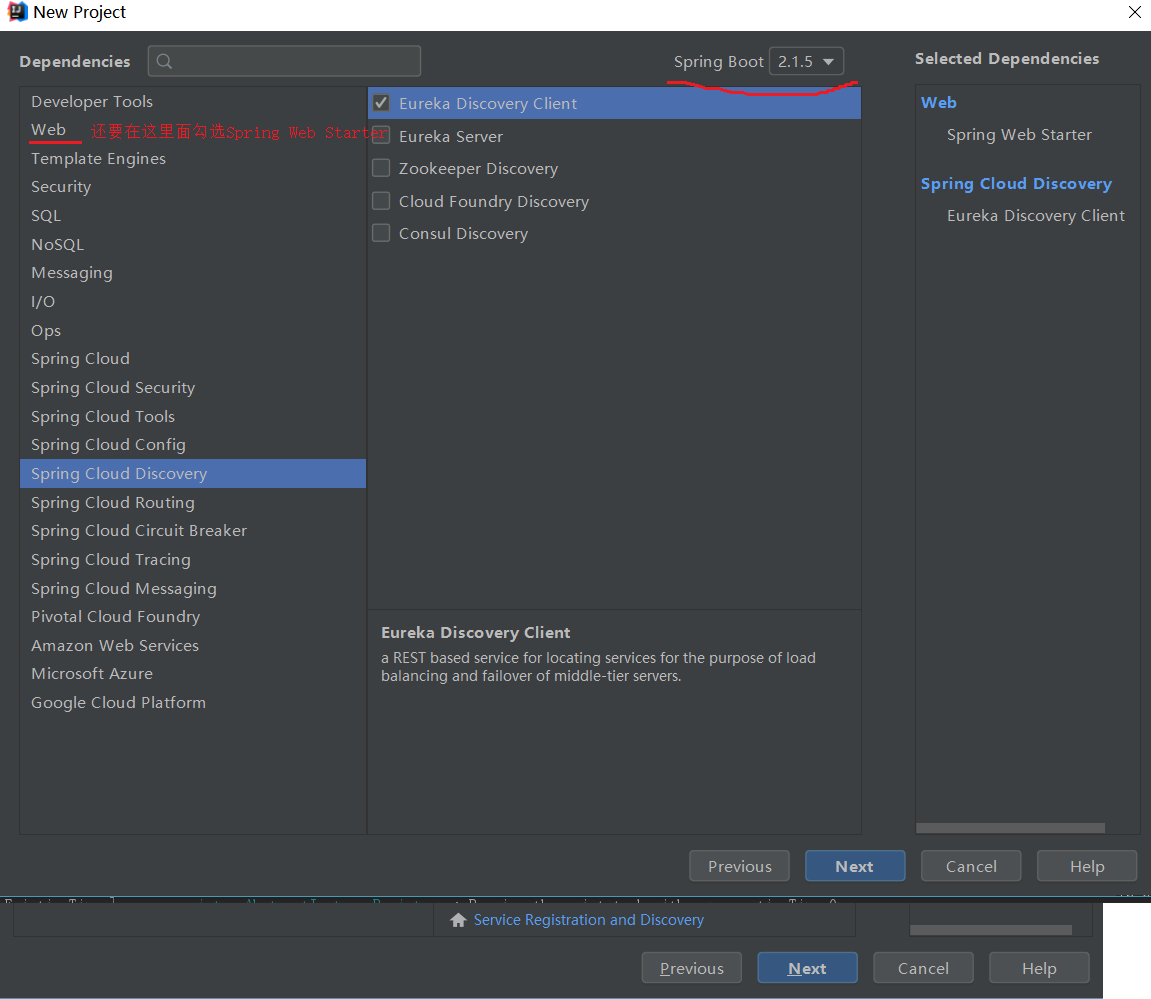 New Project
Dependencies
Spring Boot 2.1.5
Selected Dependencies
Developer Tools
Web 还要在这里面勾选Spring Web Starter
Template Engines
Security
SQL
NoSQL
Messaging
I/O
Ops
Spring Cloud
Spring Cloud Security
Spring Cloud Tools
Spring Cloud Config
Spring Cloud Discovery
Spring Cloud Routing
Spring Cloud Circuit Breaker
Spring Cloud Tracing
Spring Cloud Messaging
Pivotal Cloud Foundry
Amazon Web Services
Microsoft Azure
Google Cloud Platform
Eureka Discovery Client
Eureka Server
Zookeeper Discovery
Cloud Foundry Discovery
Consul Discovery
Eureka Discovery Client
a REST based service for locating services for the purpose of load
balancing and failover of middle-tier servers.
Web
Spring Web Starter
Spring Cloud Discovery
Eureka Discovery Client
Previous
Next
Cancel
Help
Service Registration and Discovery
Previous
Next
Cancel
Help